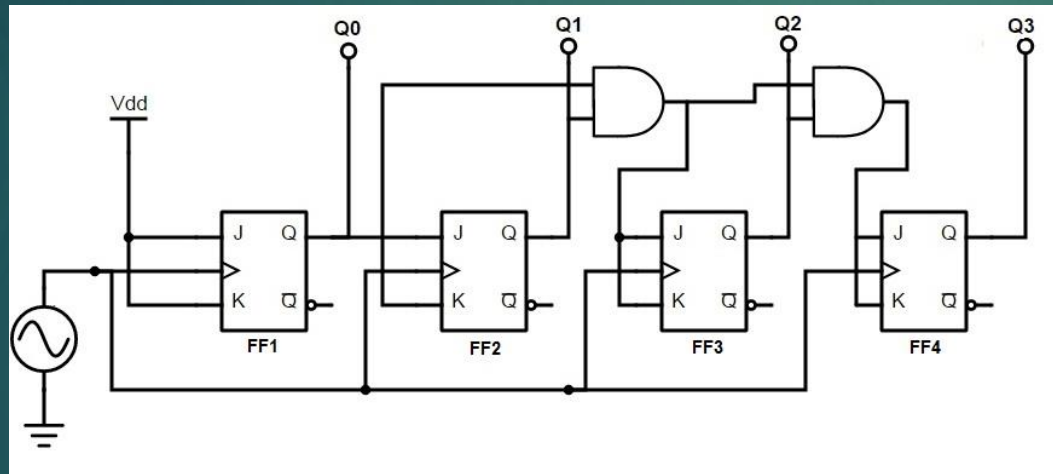 Q0 Q1 Q2 Q3
Vdd
J Q J Q J Q J Q
K Q̅ K Q̅ K Q̅ K Q̅
FF1 FF2 FF3 FF4